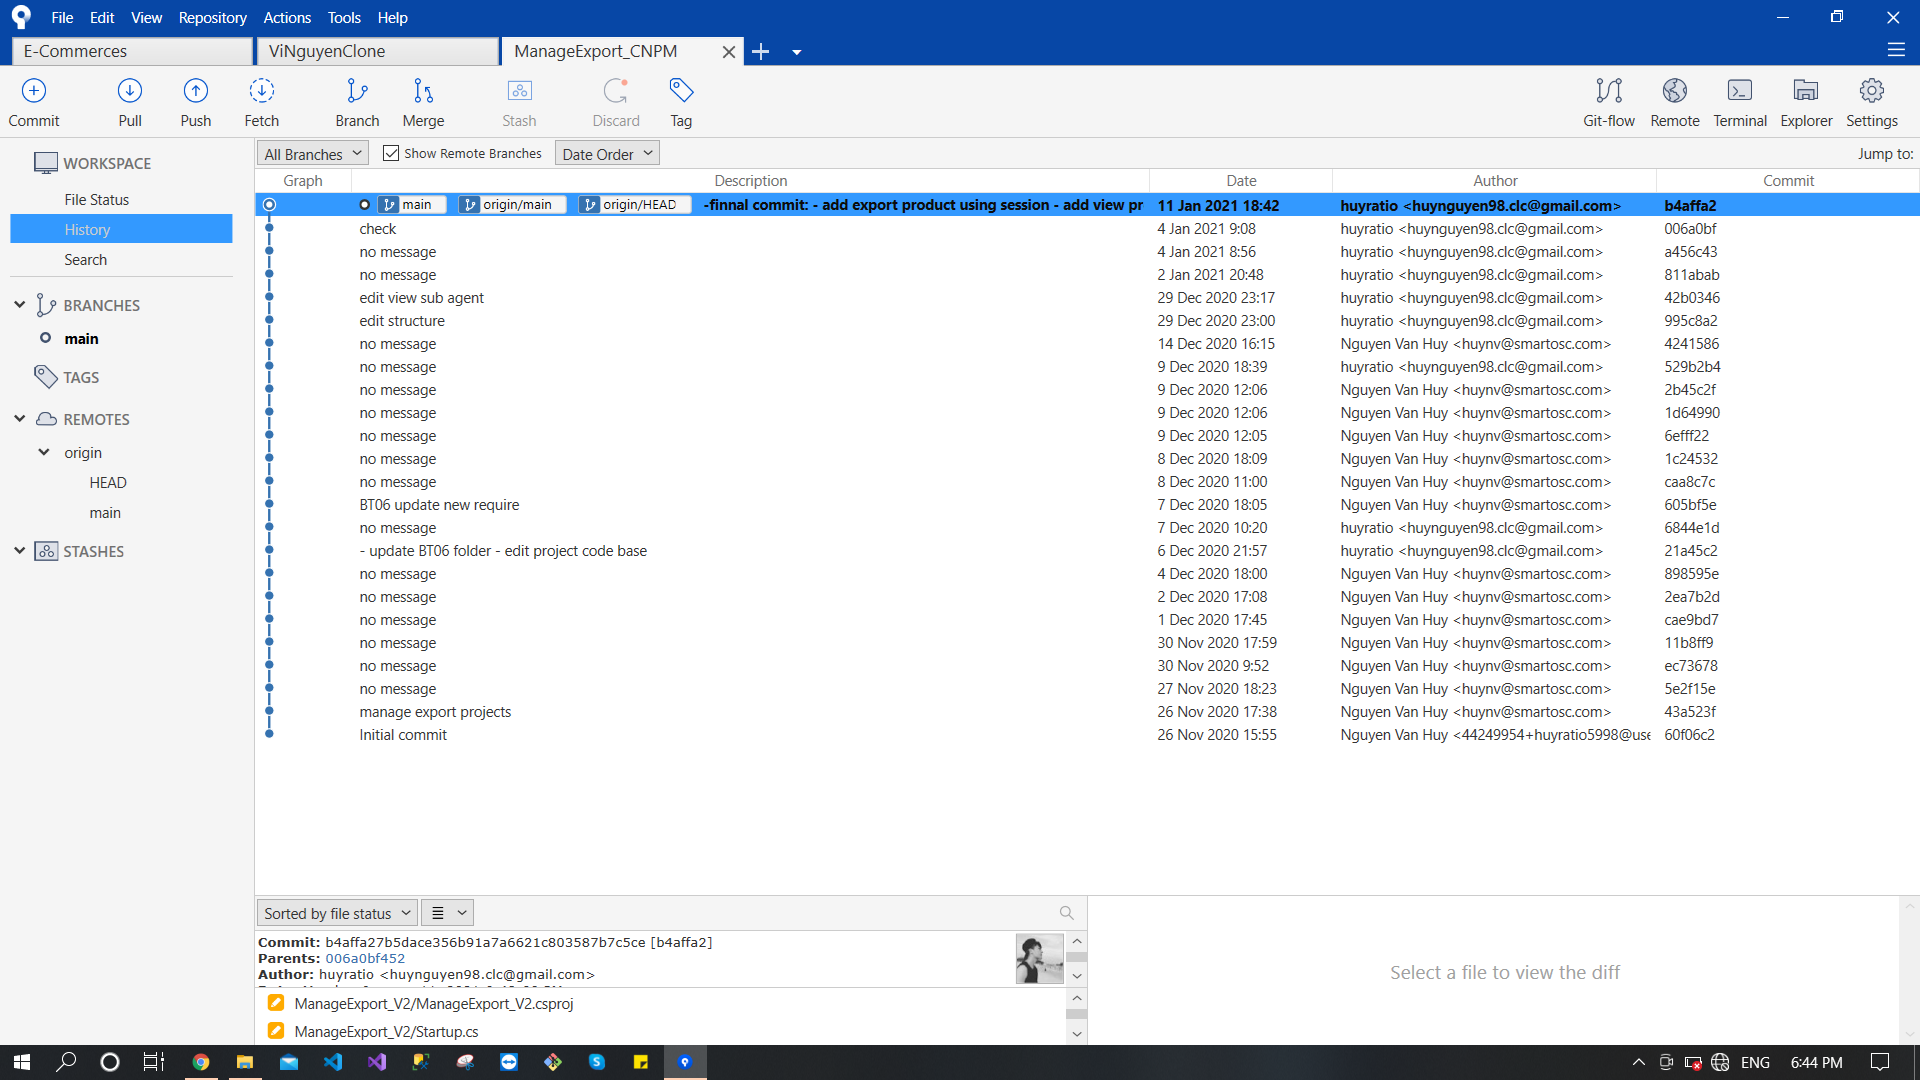 File Edit View Repository Actions Tools Help
E-Commerces ViNguyenClone ManageExport_CNPM
Commit Pull Push Fetch Branch Merge Stash Discard Tag Git-flow Remote Terminal Explorer Settings
WORKSPACE
File Status
History
Search
BRANCHES
main
TAGS
REMOTES
origin
HEAD
main
STASHES
All Branches Show Remote Branches Date Order Jump to:
Graph Description Date Author Commit
main origin/main origin/HEAD -finnal commit: - add export product using session - add view pr 11 Jan 2021 18:42 huyratio <huynguyen98.clc@gmail.com> b4affa2
check 4 Jan 2021 9:08 huyratio <huynguyen98.clc@gmail.com> 006a0bf
no message 4 Jan 2021 8:56 huyratio <huynguyen98.clc@gmail.com> a456c43
no message 2 Jan 2021 20:48 huyratio <huynguyen98.clc@gmail.com> 811abab
edit view sub agent 29 Dec 2020 23:17 huyratio <huynguyen98.clc@gmail.com> 42b0346
edit structure 29 Dec 2020 23:00 huyratio <huynguyen98.clc@gmail.com> 995c8a2
no message 14 Dec 2020 16:15 Nguyen Van Huy <huynv@smartosc.com> 4241586
no message 9 Dec 2020 18:39 huyratio <huynguyen98.clc@gmail.com> 529b2b4
no message 9 Dec 2020 12:06 Nguyen Van Huy <huynv@smartosc.com> 2b45c2f
no message 9 Dec 2020 12:06 Nguyen Van Huy <huynv@smartosc.com> 1d64990
no message 9 Dec 2020 12:05 Nguyen Van Huy <huynv@smartosc.com> 6efff22
no message 8 Dec 2020 18:09 Nguyen Van Huy <huynv@smartosc.com> 1c24532
no message 8 Dec 2020 11:00 Nguyen Van Huy <huynv@smartosc.com> caa8c7c
BT06 update new require 7 Dec 2020 18:05 Nguyen Van Huy <huynv@smartosc.com> 605bf5e
no message 7 Dec 2020 10:20 huyratio <huynguyen98.clc@gmail.com> 6844e1d
- update BT06 folder - edit project code base 6 Dec 2020 21:57 huyratio <huynguyen98.clc@gmail.com> 21a45c2
no message 4 Dec 2020 18:00 Nguyen Van Huy <huynv@smartosc.com> 898595e
no message 2 Dec 2020 17:08 Nguyen Van Huy <huynv@smartosc.com> 2ea7b2d
no message 1 Dec 2020 17:45 Nguyen Van Huy <huynv@smartosc.com> cae9bd7
no message 30 Nov 2020 17:59 Nguyen Van Huy <huynv@smartosc.com> 11b8ff9
no message 30 Nov 2020 9:52 Nguyen Van Huy <huynv@smartosc.com> ec73678
no message 27 Nov 2020 18:23 Nguyen Van Huy <huynv@smartosc.com> 5e2f15e
manage export projects 26 Nov 2020 17:38 Nguyen Van Huy <huynv@smartosc.com> 43a523f
Initial commit 26 Nov 2020 15:55 Nguyen Van Huy <44249954+huyratio5998@use 60f06c2
Sorted by file status
Commit: b4affa27b5dace356b91a7a6621c803587b7c5ce [b4affa2]
Parents: 006a0bf452
Author: huyratio <huynguyen98.clc@gmail.com>
ManageExport_V2/ManageExport_V2.csproj
ManageExport_V2/Startup.cs
Select a file to view the diff
ENG 6:44 PM